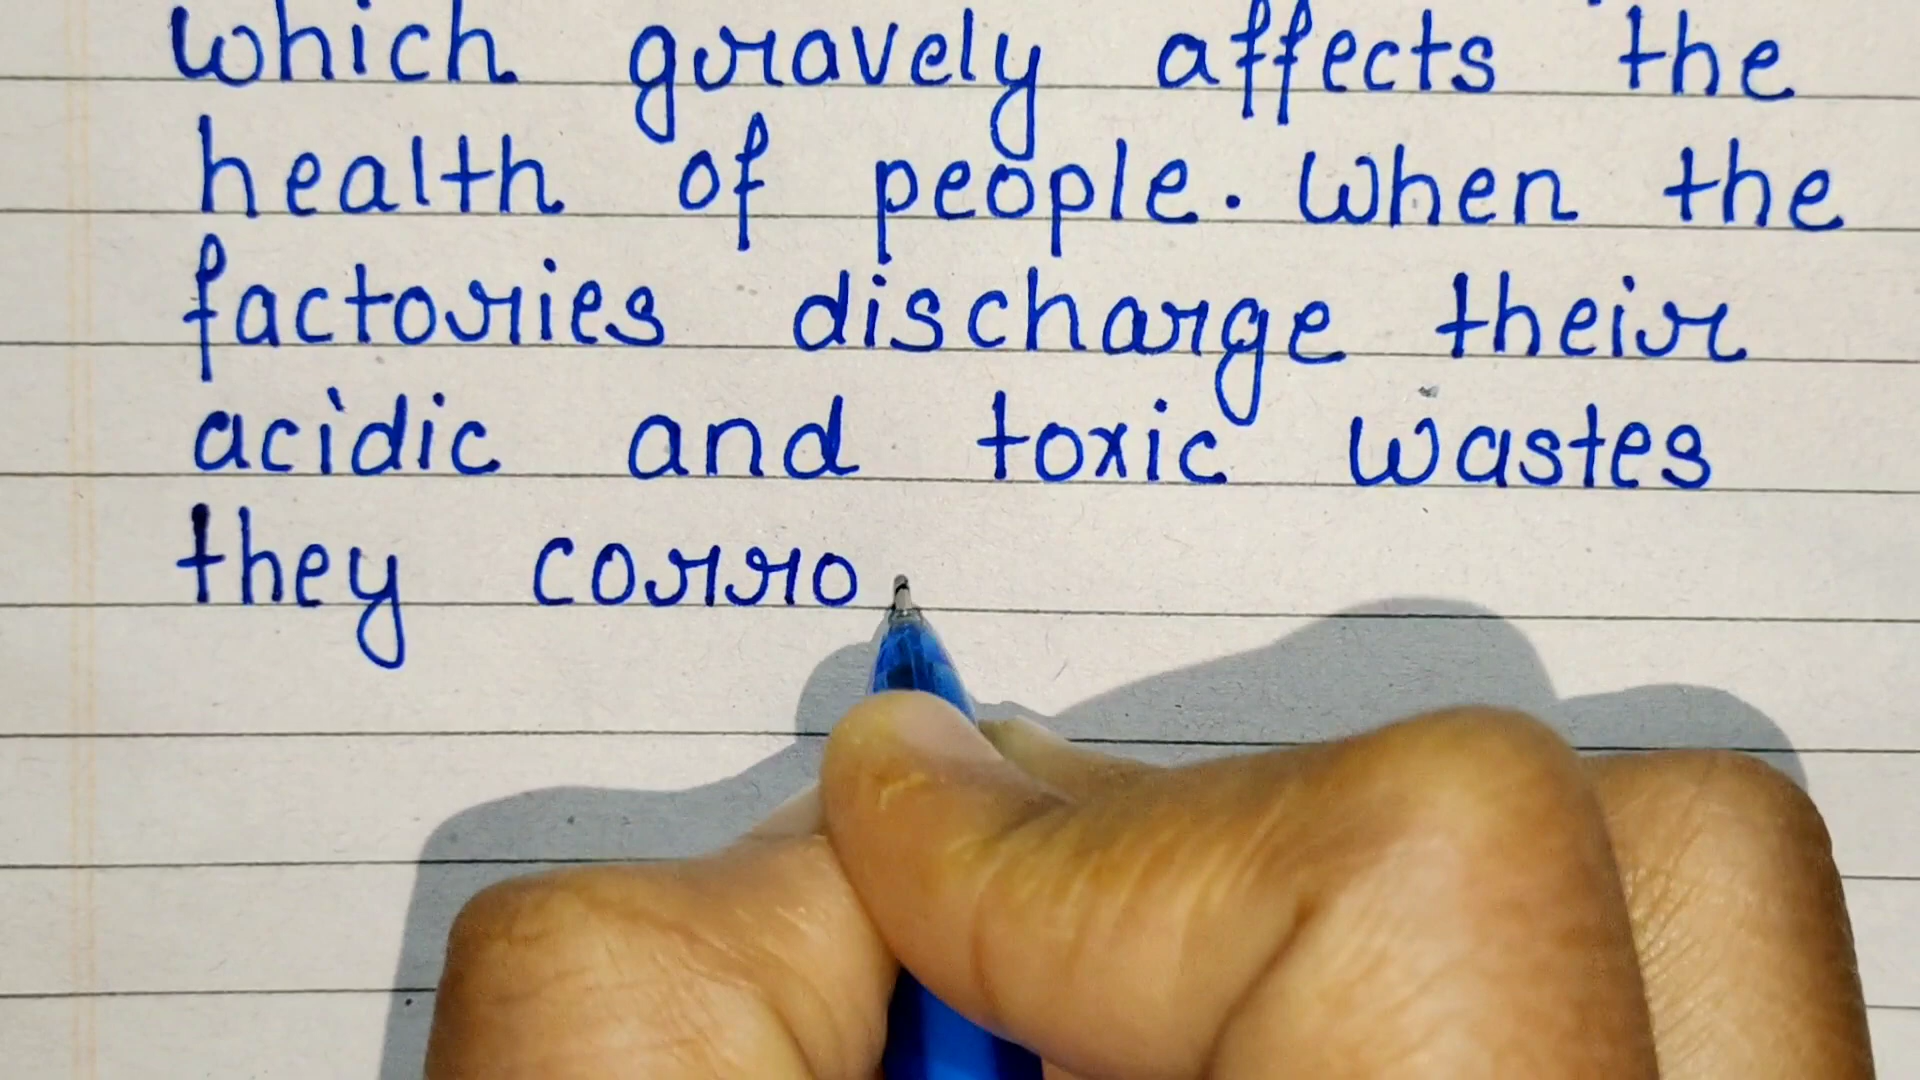 which gravely affects the
health of people. When the
factories discharge their
acidic and toxic wastes
they corro